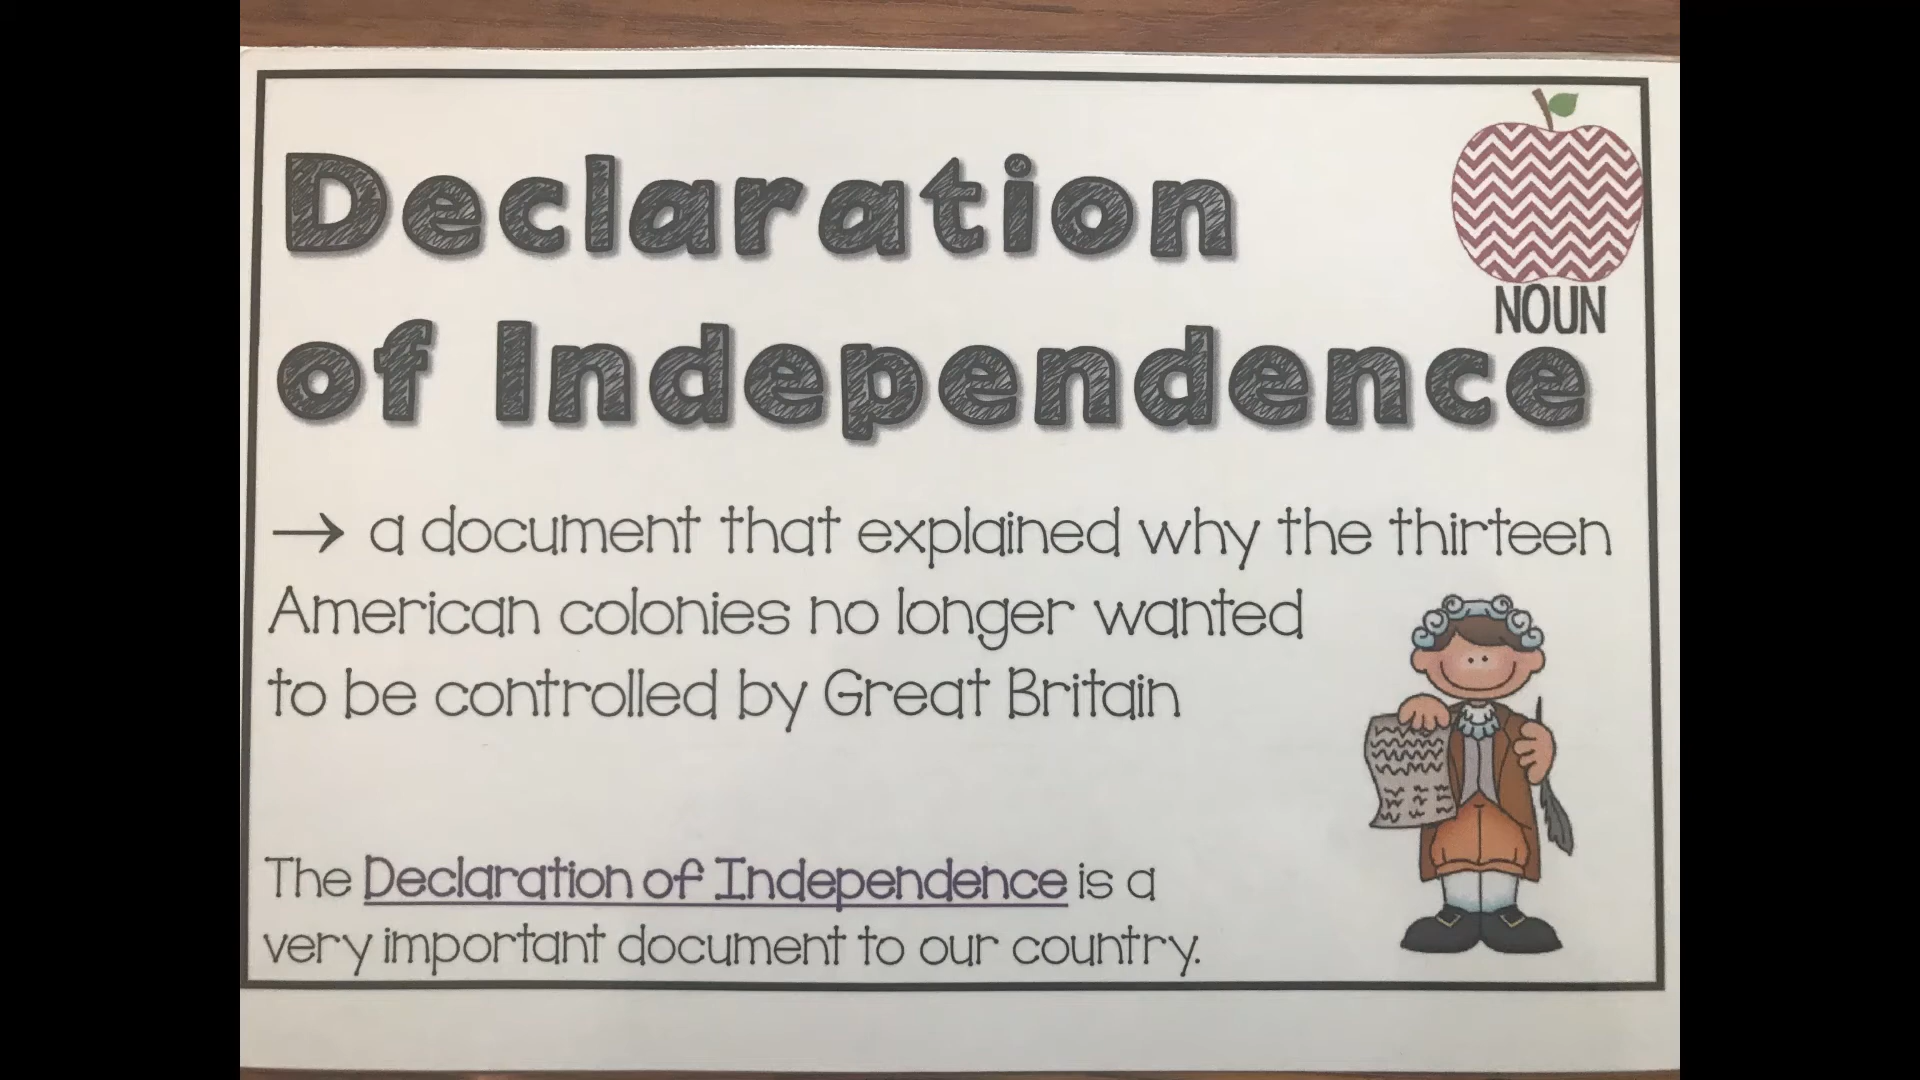 Declaration
NOUN
of Independence
→ a document that explained why the thirteen
American colonies no longer wanted
to be controlled by Great Britain
The Declaration of Independence is a
very important document to our country.